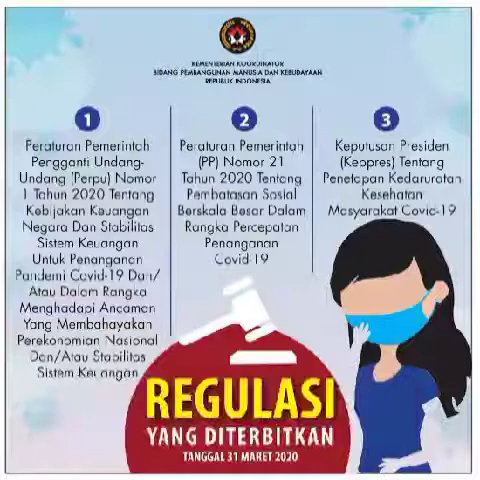 KEMENTERIAN KOORDINATOR
BIDANG PEMBANGUNAN MANUSIA DAN KEBUDAYAAN
REPUBLIK INDONESIA
1
Peraturan Pemerintah
Pengganti Undang-
Undang (Perpu) Nomor
1 Tahun 2020 Tentang
Kebijakan Keuangan
Negara Dan Stabilitas
Sistem Keuangan
Untuk Penanganan
Pandemi Covid-19 Dan/
Atau Dalam Rangka
Menghadapi Ancaman
Yang Membahayakan
Perekonomian Nasional
Dan/Atau Stabilitas
Sistem Keuangan
2
Peraturan Pemerintah
(PP) Nomor 21
Tahun 2020 Tentang
Pembatasan Sosial
Berskala Besar Dalam
Rangka Percepatan
Penanganan
Covid-19
3
Keputusan Presiden
(Keppres) Tentang
Penetapan Kedaruratan
Kesehatan
Masyarakat Covid-19
REGULASI
YANG DITERBITKAN
TANGGAL 31 MARET 2020